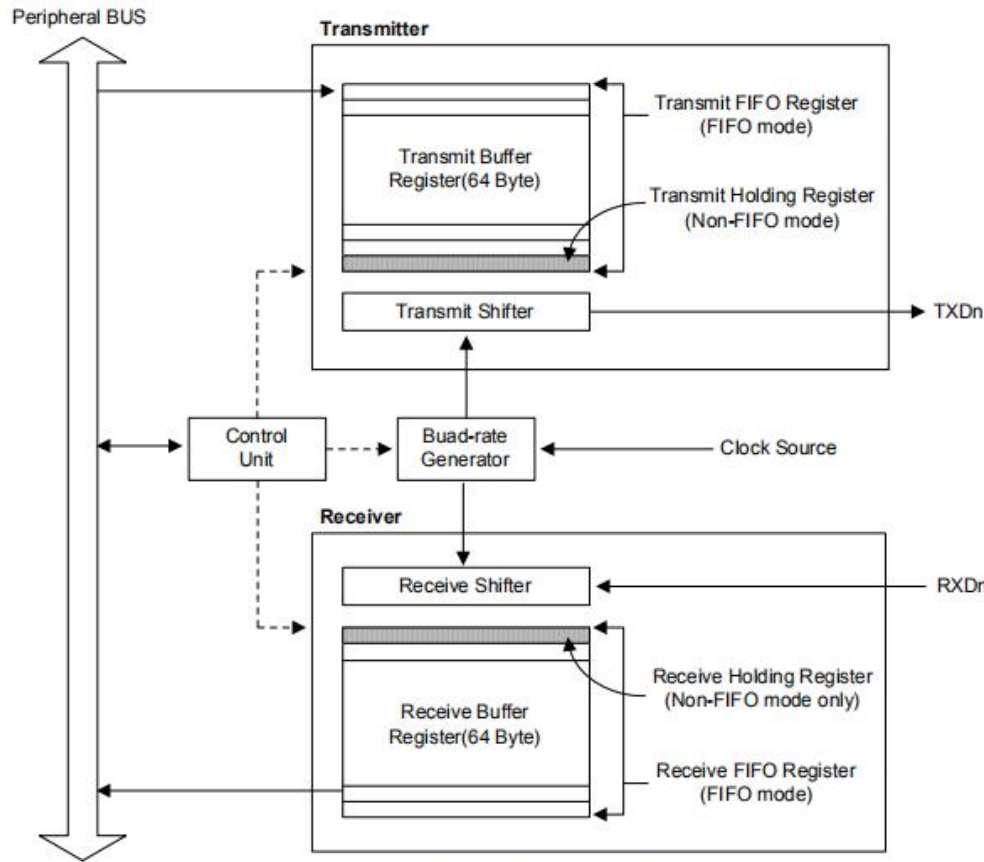 Peripheral BUS
Transmitter
Transmit FIFO Register
(FIFO mode)
Transmit Buffer
Register(64 Byte)
Transmit Holding Register
(Non-FIFO mode)
Transmit Shifter
TXDn
Control
Unit
Buad-rate
Generator
Clock Source
Receiver
Receive Shifter
RXDn
Receive Holding Register
(Non-FIFO mode only)
Receive Buffer
Register(64 Byte)
Receive FIFO Register
(FIFO mode)